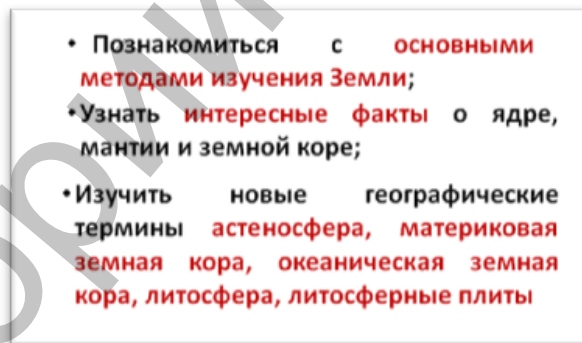 • Познакомиться с основными
методами изучения Земли;
•Узнать интересные факты о ядре,
мантии и земной коре;
•Изучить новые географические
термины астеносфера, материковая
земная кора, океаническая земная
кора, литосфера, литосферные плиты